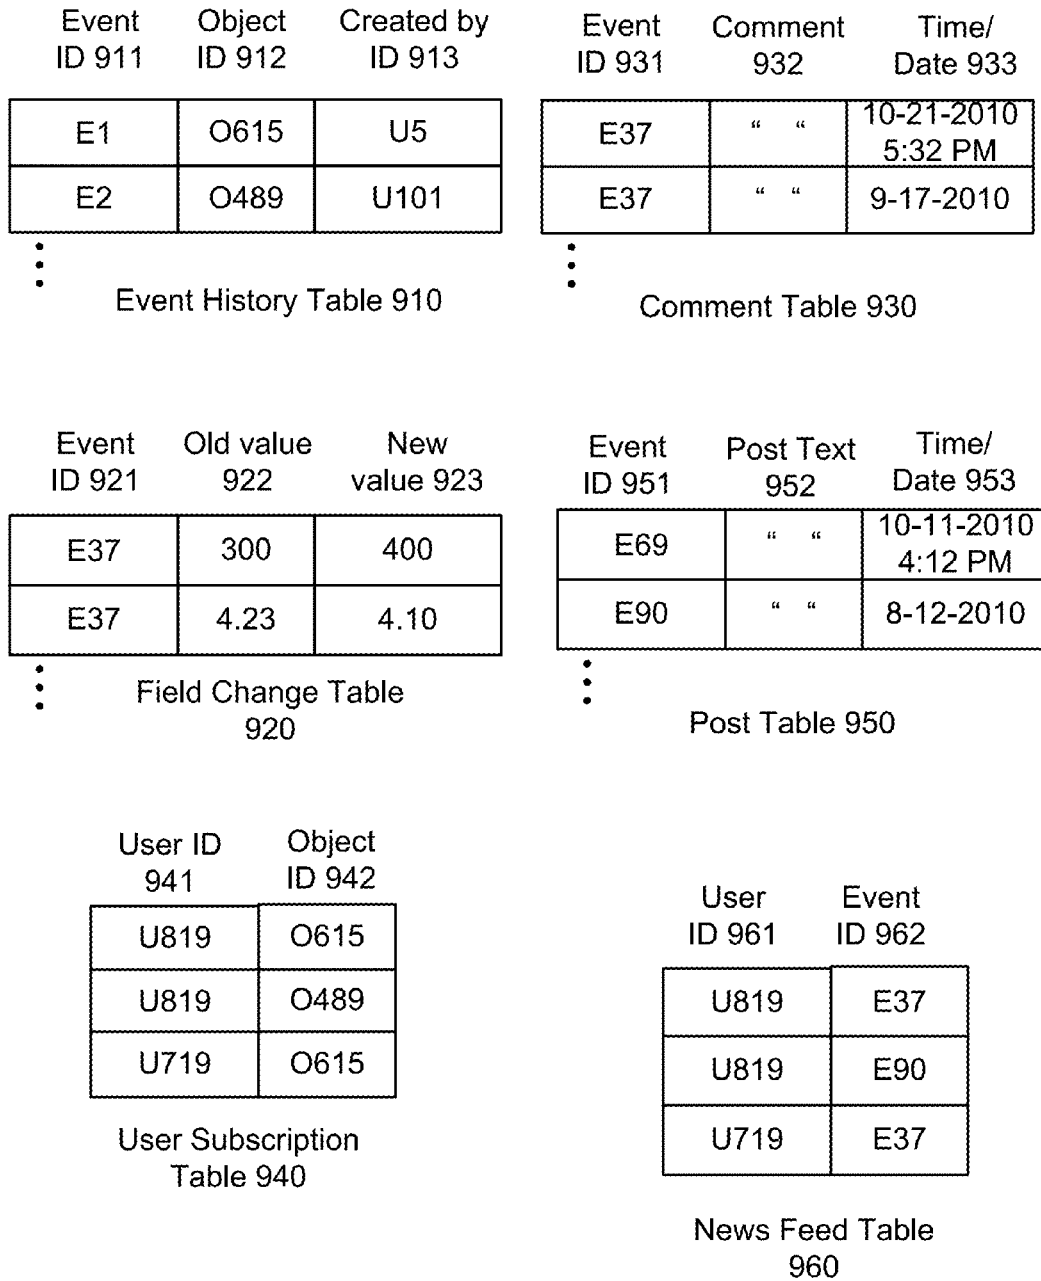 Event ID 911 Object ID 912 Created by ID 913
E1 O615 U5
E2 O489 U101
Event History Table 910
Event ID 931 Comment 932 Time/ Date 933
E37 “ “ 10-21-2010 5:32 PM
E37 “ “ 9-17-2010
Comment Table 930
Event ID 921 Old value 922 New value 923
E37 300 400
E37 4.23 4.10
Field Change Table
920
Event ID 951 Post Text 952 Time/ Date 953
E69 “ “ 10-11-2010 4:12 PM
E90 “ “ 8-12-2010
Post Table 950
User ID 941 Object ID 942
U819 O615
U819 O489
U719 O615
User Subscription
Table 940
User ID 961 Event ID 962
U819 E37
U819 E90
U719 E37
News Feed Table
960